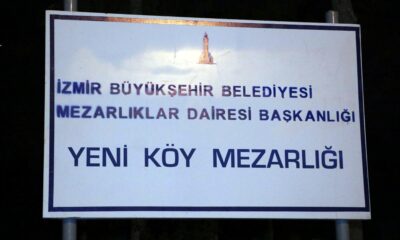 İZMİR BÜYÜKŞEHİR BELEDİYESİ
MEZARLIKLAR DAİRESİ BAŞKANLIĞI
YENİ KÖY MEZARLIĞI